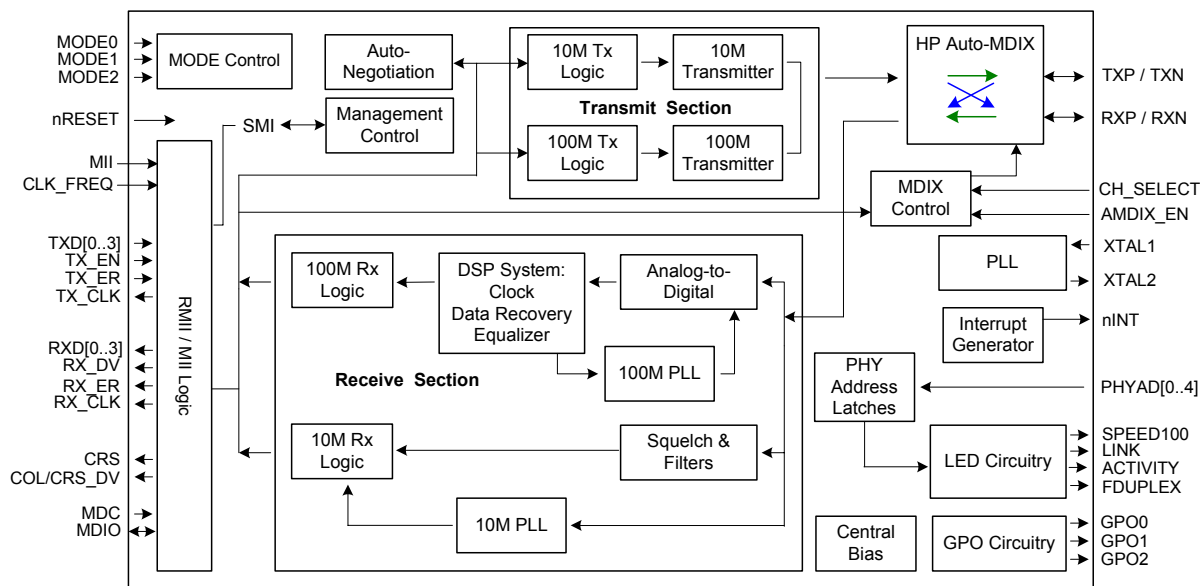 MODE0
MODE1
MODE2
nRESET
MII
CLK_FREQ
TXD[0..3]
TX_EN
TX_ER
TX_CLK
RXD[0..3]
RX_DV
RX_ER
RX_CLK
CRS
COL/CRS_DV
MDC
MDIO
MODE Control
RMII / MII Logic
SMI
Auto-
Negotiation
Management
Control
10M Tx
Logic
10M
Transmitter
Transmit Section
100M Tx
Logic
100M
Transmitter
100M Rx
Logic
DSP System:
Clock
Data Recovery
Equalizer
Analog-to-
Digital
100M PLL
Receive Section
10M Rx
Logic
Squelch &
Filters
10M PLL
HP Auto-MDIX
MDIX
Control
PLL
Interrupt
Generator
PHY
Address
Latches
LED Circuitry
Central
Bias
GPO Circuitry
TXP / TXN
RXP / RXN
CH_SELECT
AMDIX_EN
XTAL1
XTAL2
nINT
PHYAD[0..4]
SPEED100
LINK
ACTIVITY
FDUPLEX
GPO0
GPO1
GPO2